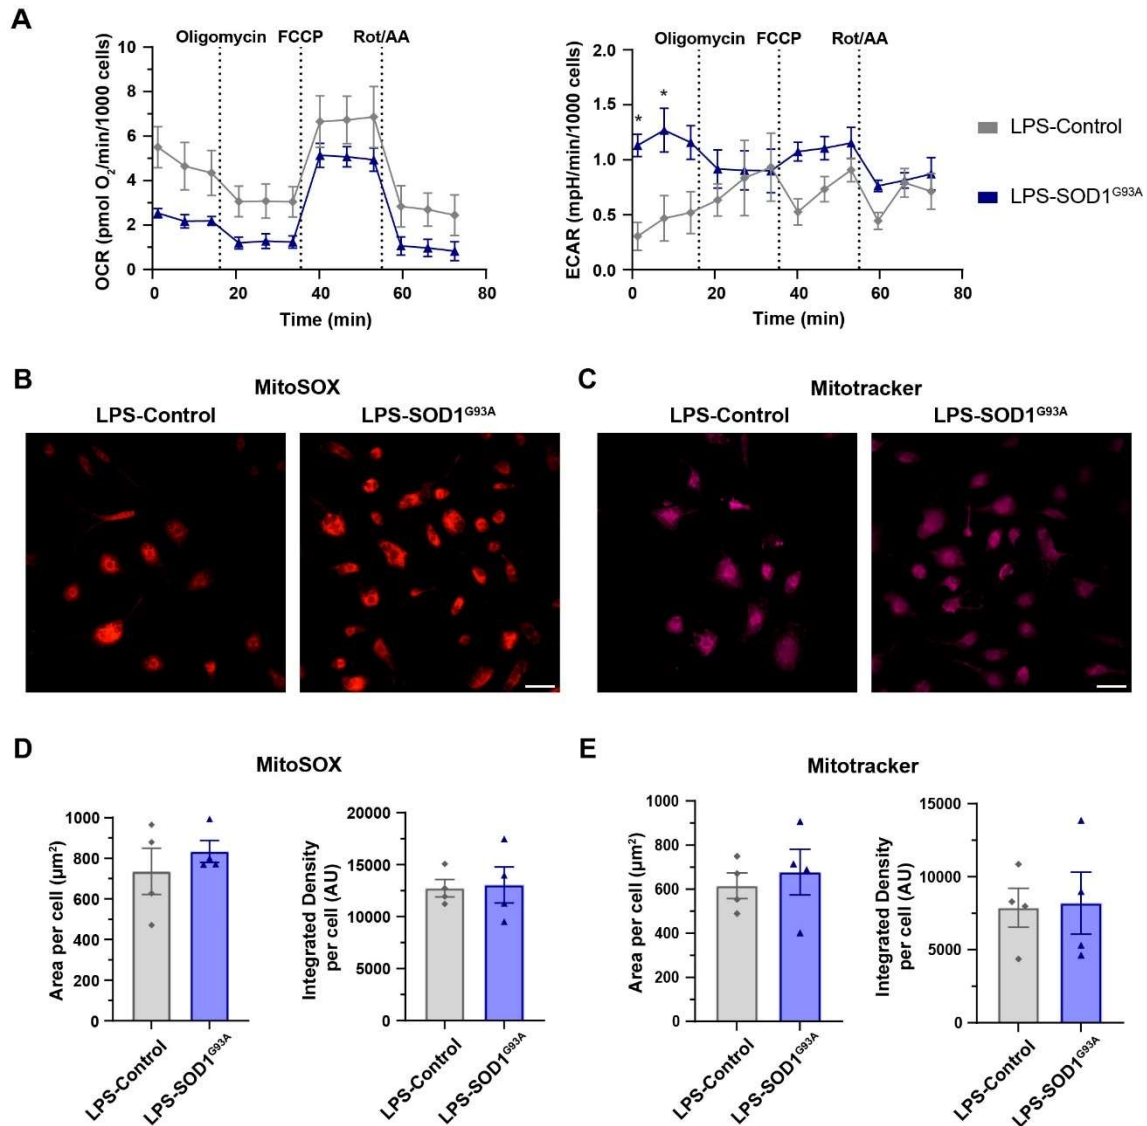 A
Oligomycin FCCP Rot/AA
OCR (pmol O₂/min/1000 cells)
10
8
6
4
2
0
0 20 40 60 80
Time (min)
Oligomycin FCCP Rot/AA
ECAR (mpH/min/1000 cells)
2.0
1.5
1.0
0.5
0.0
* *
0 20 40 60 80
Time (min)
LPS-Control
LPS-SOD1ᴳ⁹³ᴬ
B
MitoSOX
LPS-Control LPS-SOD1ᴳ⁹³ᴬ
C
Mitotracker
LPS-Control LPS-SOD1ᴳ⁹³ᴬ
D
MitoSOX
Area per cell (µm²)
1000
800
600
400
200
0
LPS-Control
LPS-SOD1ᴳ⁹³ᴬ
Integrated Density
per cell (AU)
20000
15000
10000
5000
0
LPS-Control
LPS-SOD1ᴳ⁹³ᴬ
E
Mitotracker
Area per cell (µm²)
1000
800
600
400
200
0
LPS-Control
LPS-SOD1ᴳ⁹³ᴬ
Integrated Density
per cell (AU)
15000
10000
5000
0
LPS-Control
LPS-SOD1ᴳ⁹³ᴬ